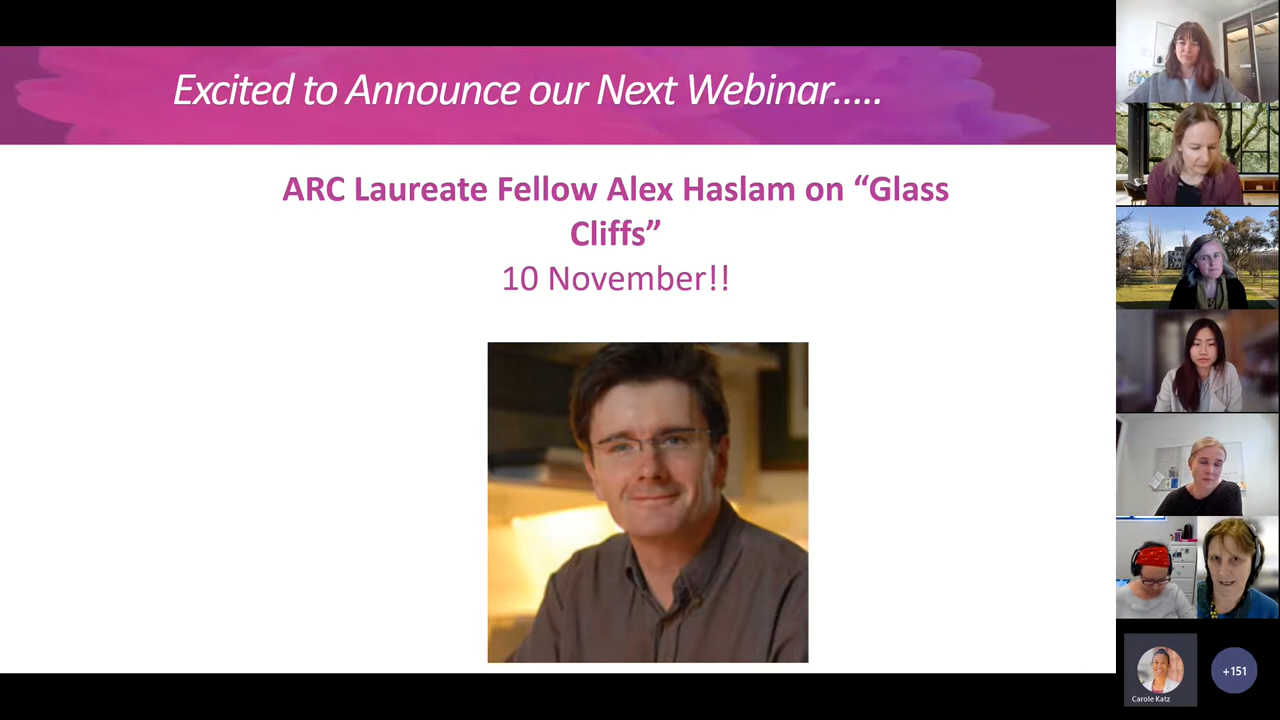 Excited to Announce our Next Webinar.....
ARC Laureate Fellow Alex Haslam on “Glass
Cliffs”
10 November!!
Carole Katz
+151